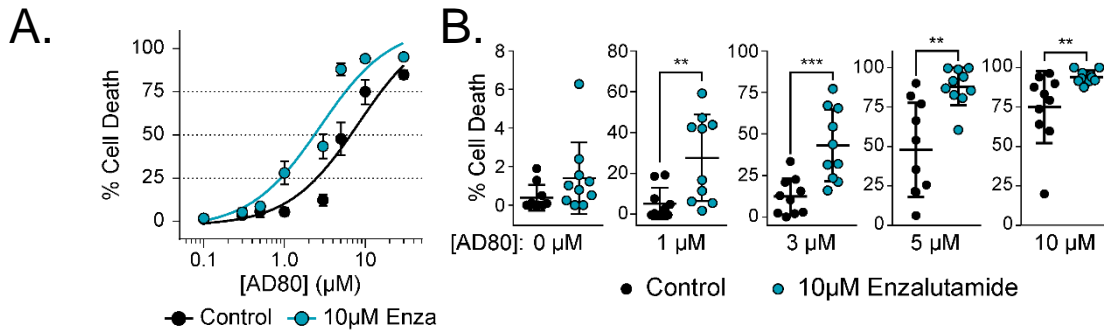 A.
% Cell Death
100
75
50
25
0
0.1
1.0
10
[AD80] (µM)
Control
10µM Enza
B.
% Cell Death
8
6
4
2
0
80
60
40
20
0
**
100
75
50
25
0
***
100
75
50
25
0
**
100
75
50
25
0
**
[AD80]: 0 µM
1 µM
3 µM
5 µM
10 µM
Control
10µM Enzalutamide